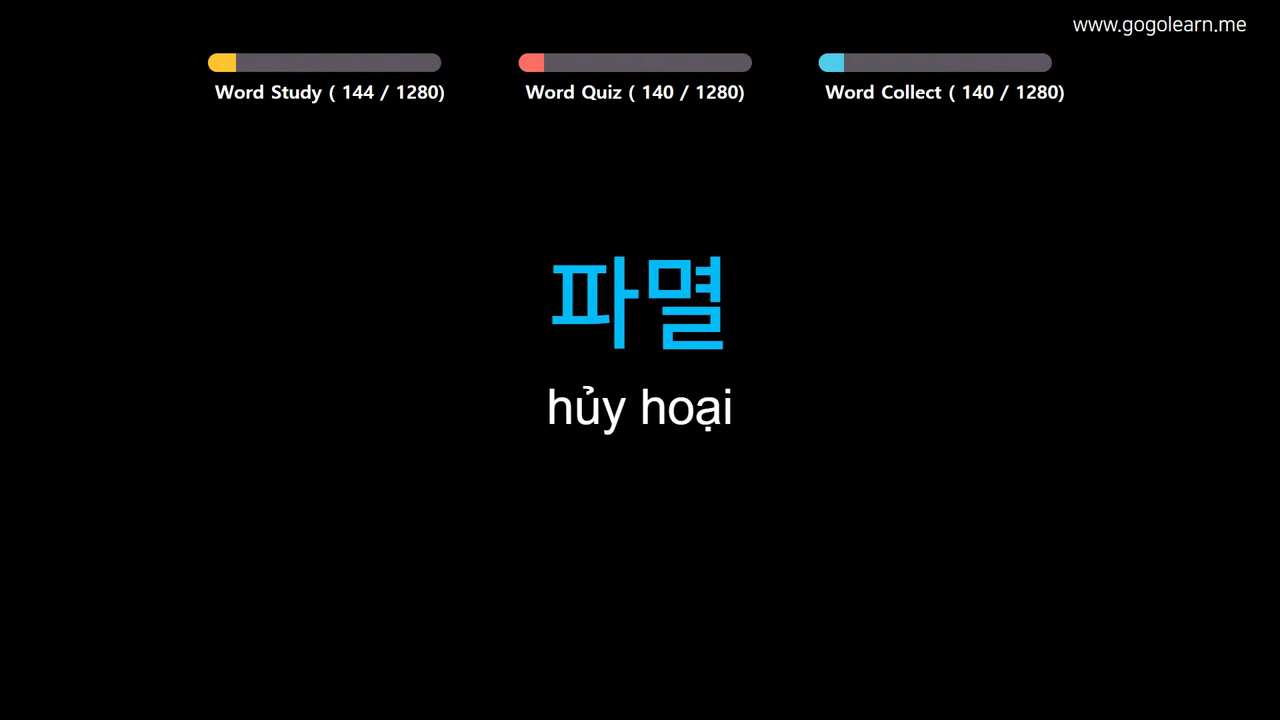 www.gogolearn.me
Word Study ( 144 / 1280)
Word Quiz ( 140 / 1280)
Word Collect ( 140 / 1280)
파멸
hủy hoại